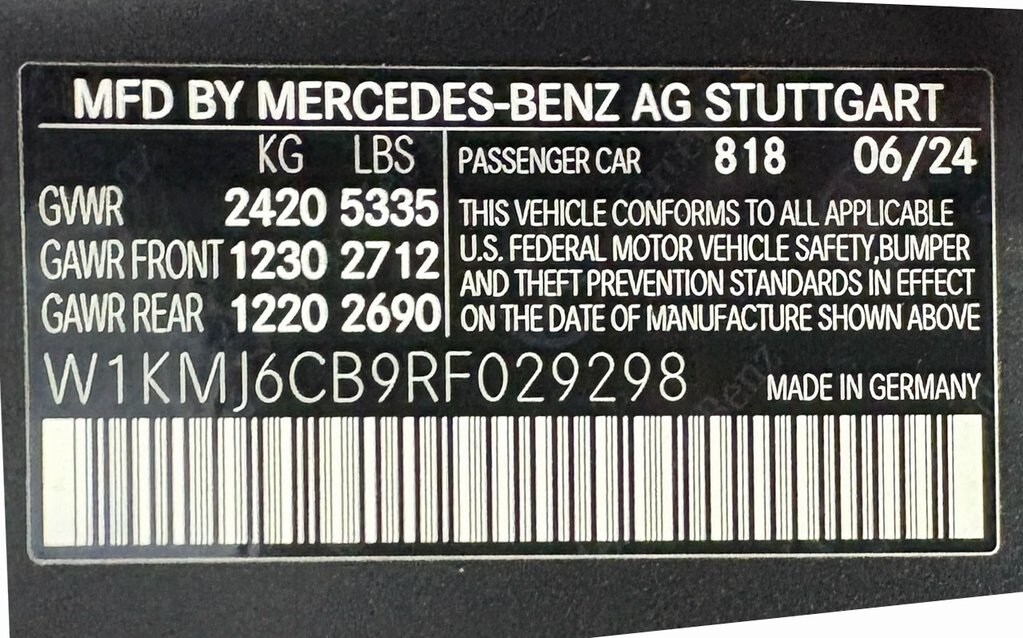 MFD BY MERCEDES-BENZ AG STUTTGART
KG LBS
GVWR 2420 5335
GAWR FRONT 1230 2712
GAWR REAR 1220 2690
PASSENGER CAR 818 06/24
THIS VEHICLE CONFORMS TO ALL APPLICABLE
U.S. FEDERAL MOTOR VEHICLE SAFETY,BUMPER
AND THEFT PREVENTION STANDARDS IN EFFECT
ON THE DATE OF MANUFACTURE SHOWN ABOVE
W1KMJ6CB9RF029298
MADE IN GERMANY